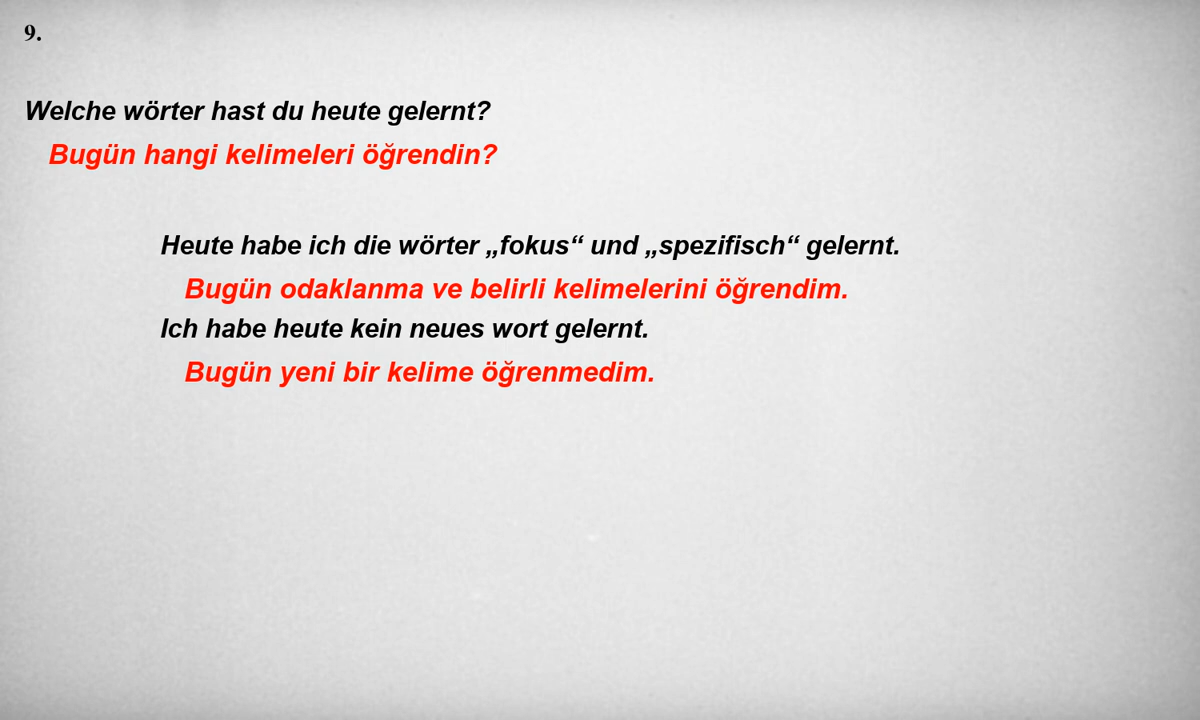 9.
Welche wörter hast du heute gelernt?
Bugün hangi kelimeleri öğrendin?
Heute habe ich die wörter „fokus“ und „spezifisch“ gelernt.
Bugün odaklanma ve belirli kelimelerini öğrendim.
Ich habe heute kein neues wort gelernt.
Bugün yeni bir kelime öğrenmedim.